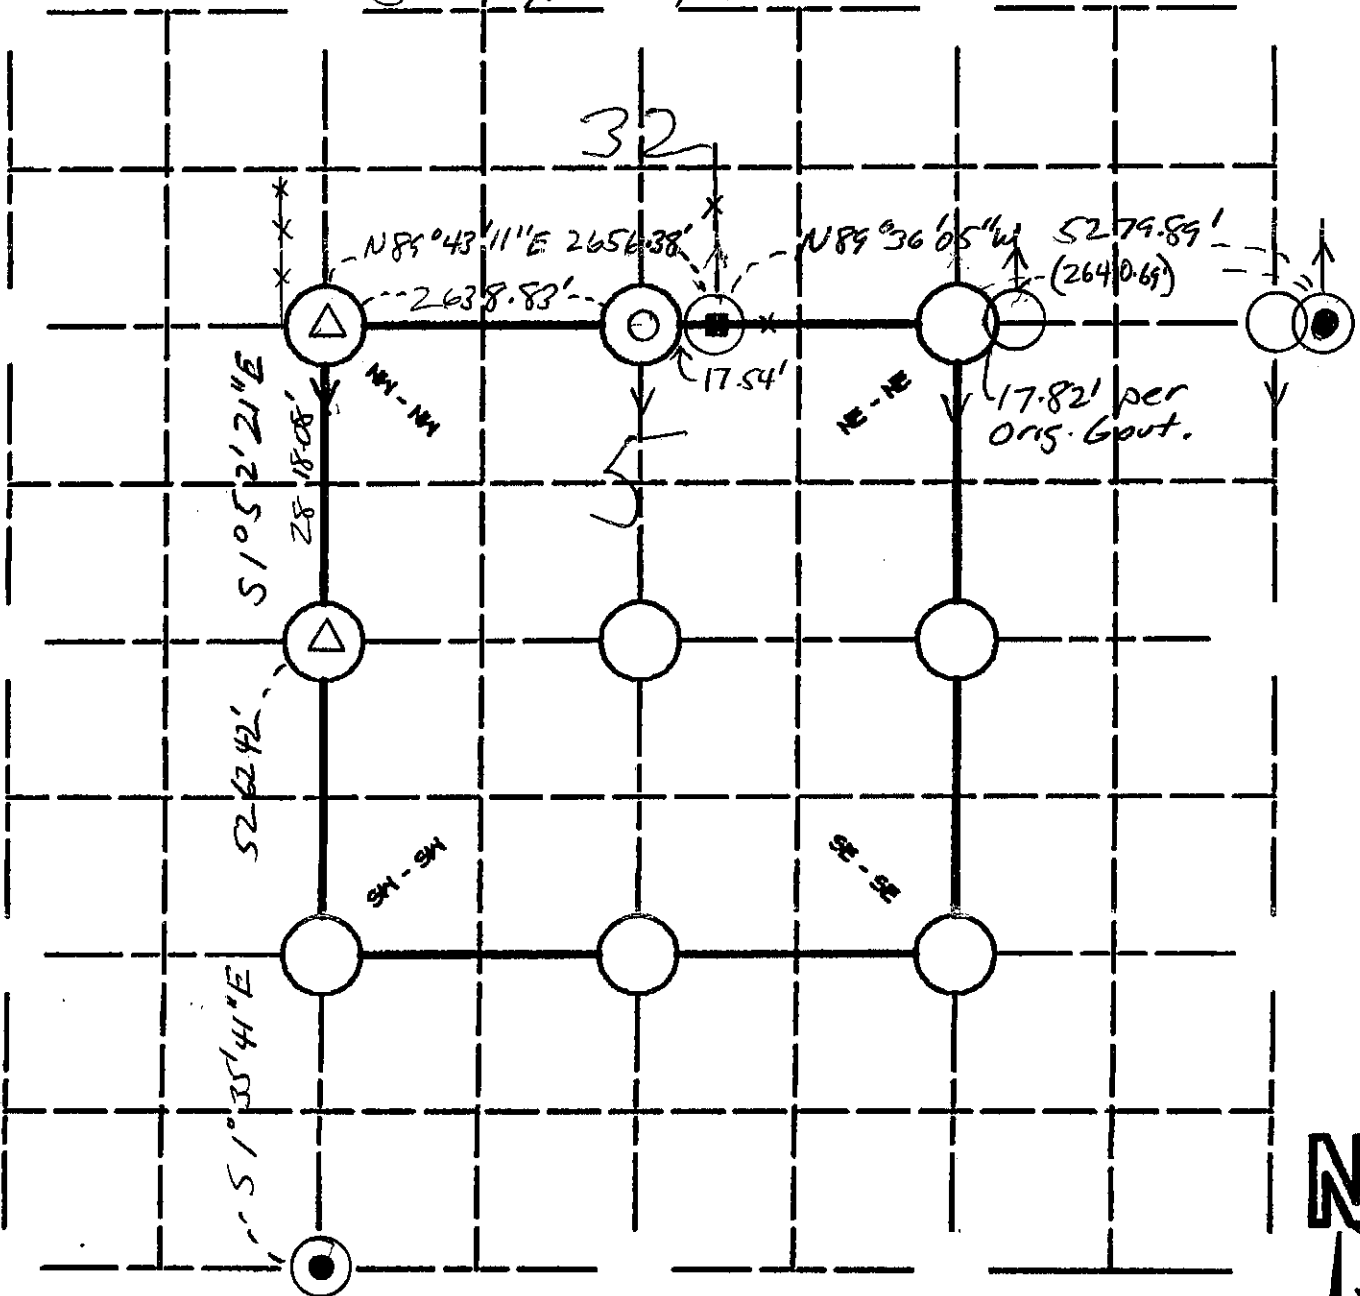 32
N89°43'11"E 2656.38'
N89°36'05"W 5279.89'
(2640.69')
2638.83'
17.54'
17.82' per
Orig. Gout.
NW - NW
NE - NE
S1°52'21"E
2818.08'
5
5262.42'
SW - SW
SE - SE
S1°35'41"E
N